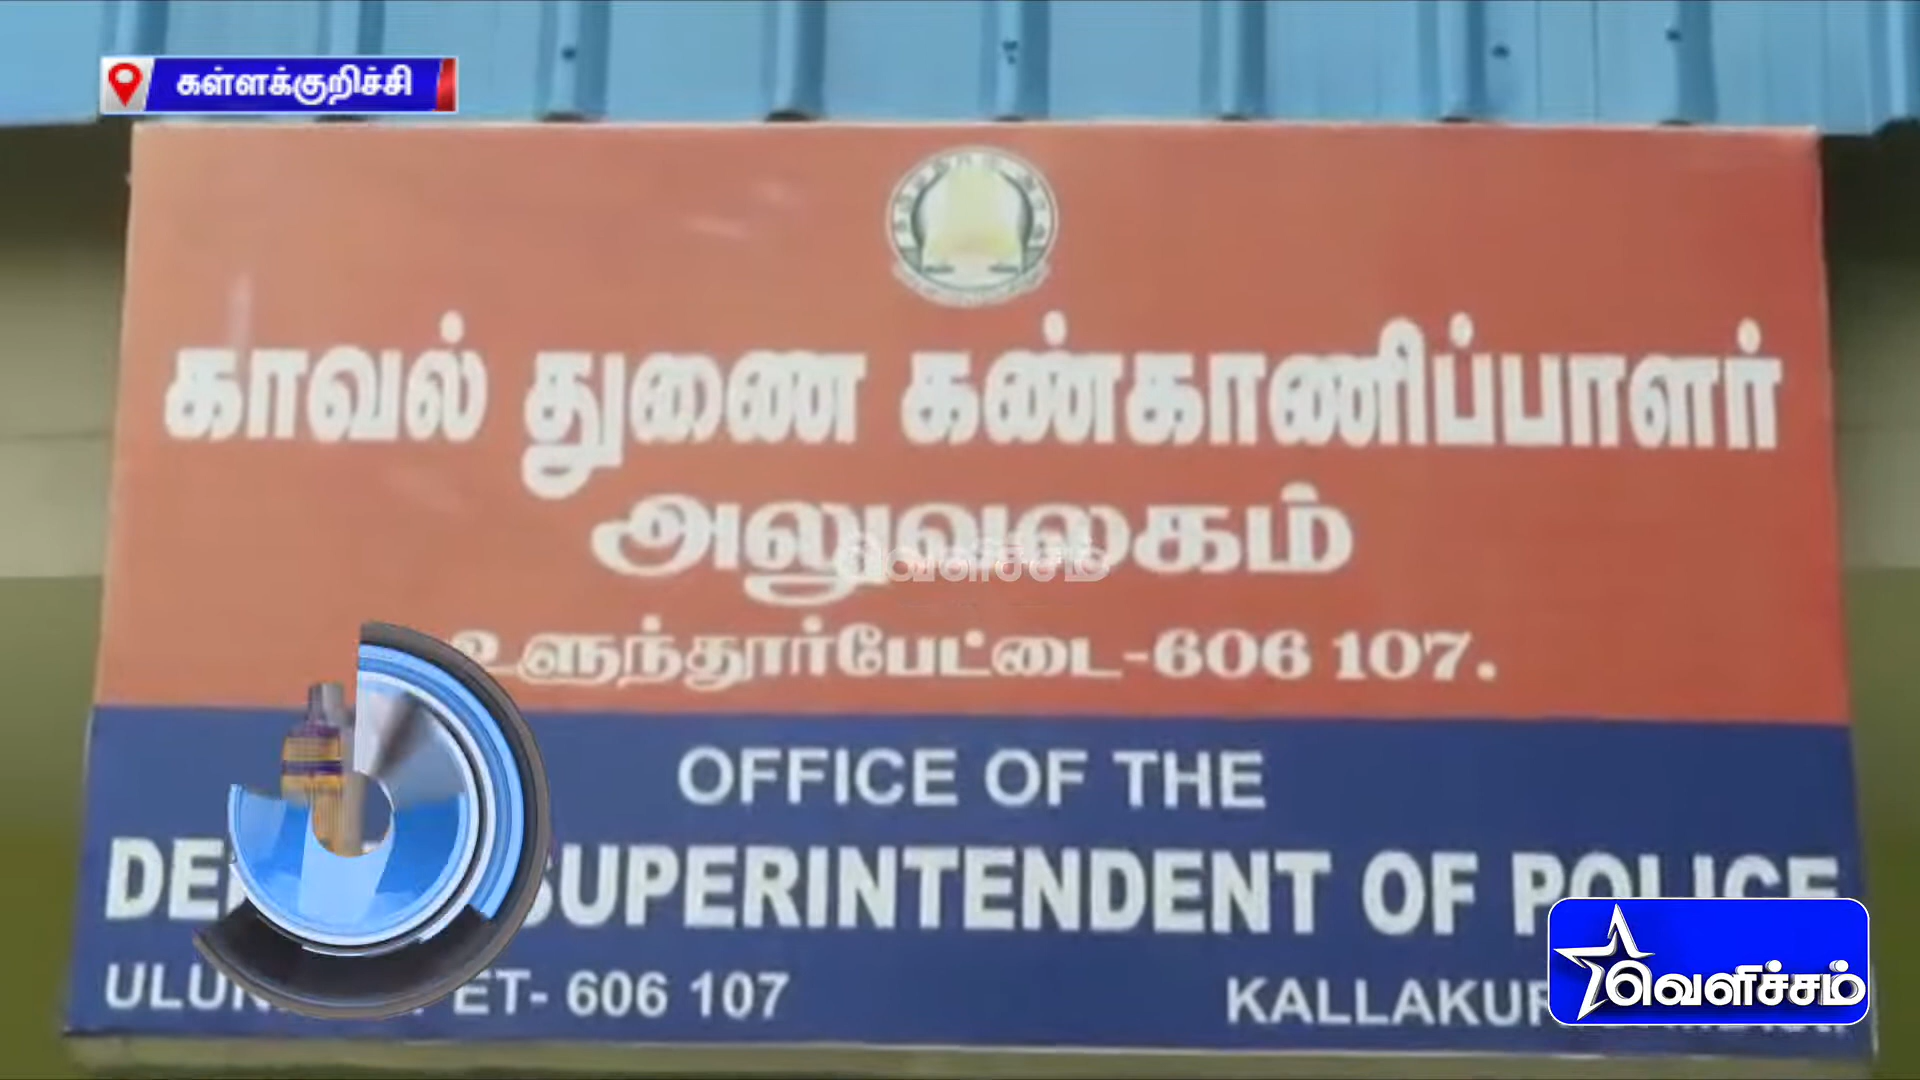 கள்ளக்குறிச்சி
காவல் துணை கண்காணிப்பாளர்
அலுவலகம்
வெளிச்சம்
உளுந்தூர்பேட்டை-606 107.
OFFICE OF THE
SUPERINTENDENT OF POLICE
606 107
வெளிச்சம்